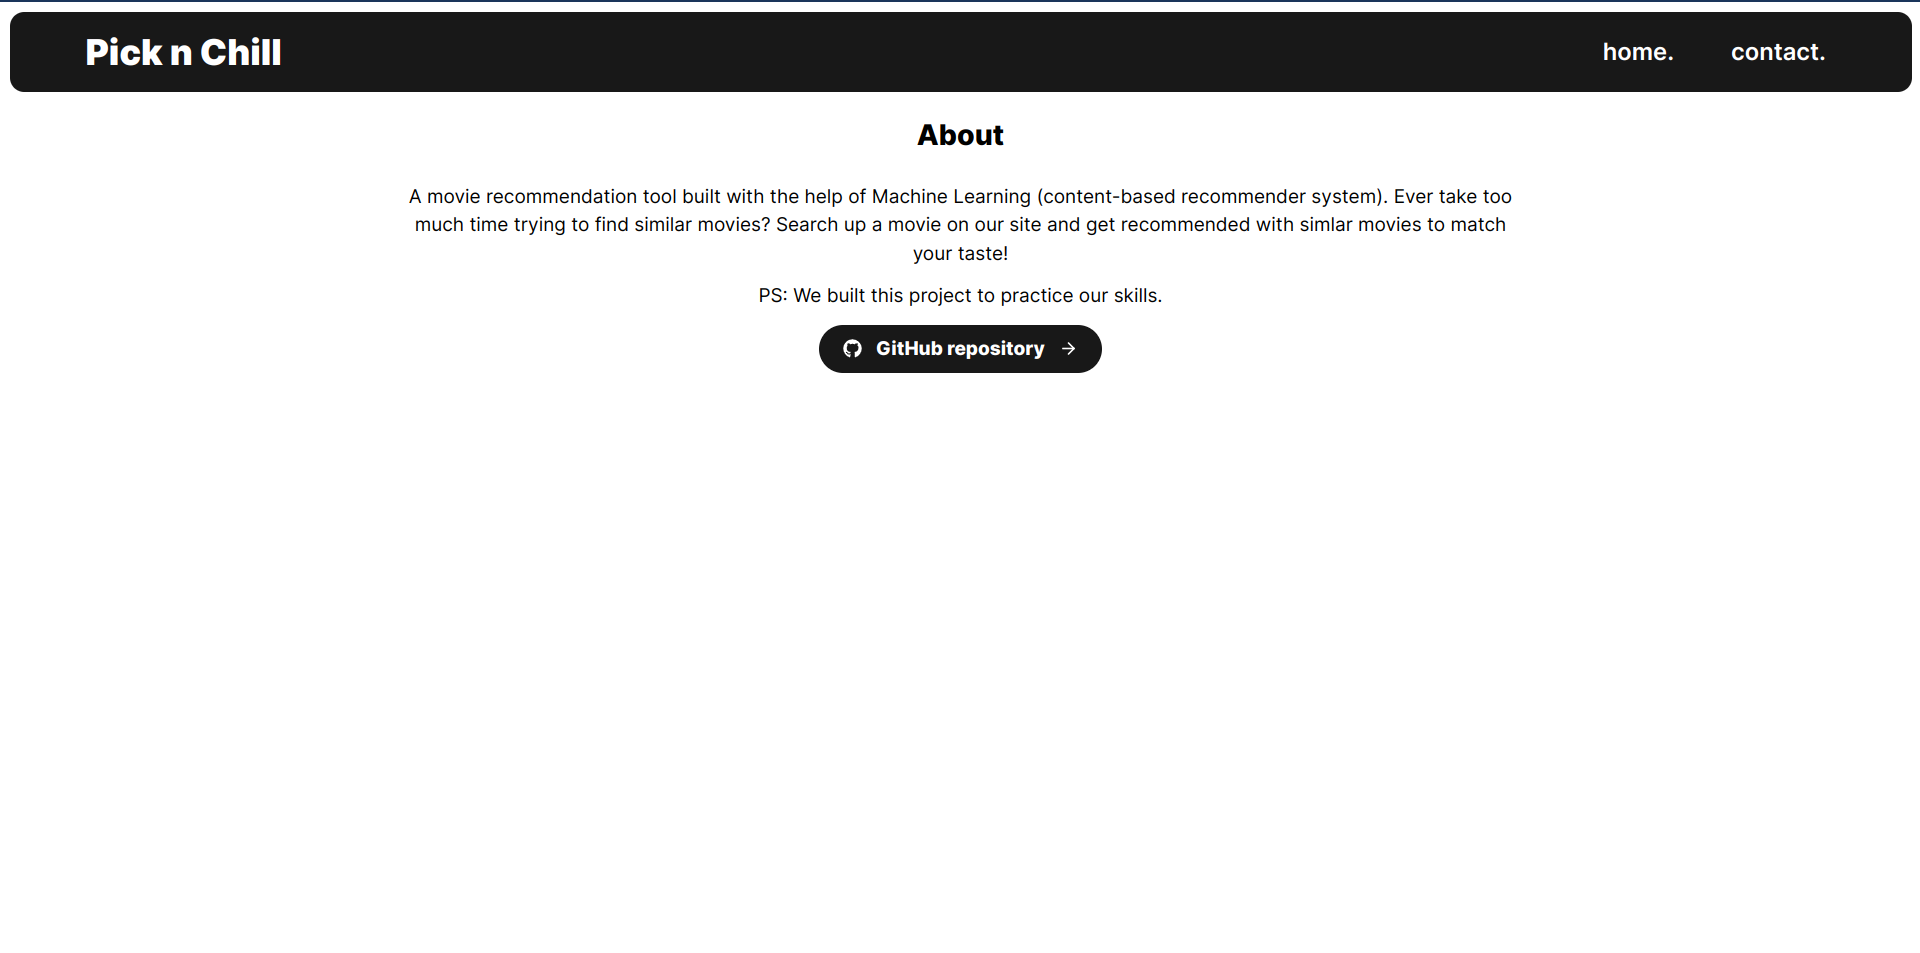 Pick n Chill
home.
contact.
About
A movie recommendation tool built with the help of Machine Learning (content-based recommender system). Ever take too
much time trying to find similar movies? Search up a movie on our site and get recommended with simlar movies to match
your taste!
PS: We built this project to practice our skills.
GitHub repository